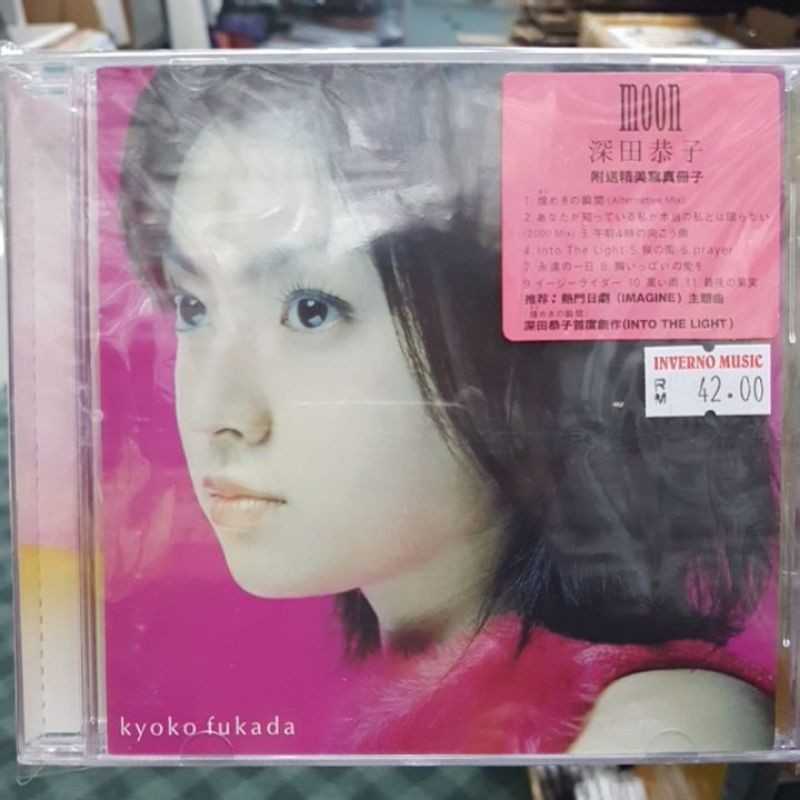 moon
深田恭子
附送精美寫真冊子
1. 煌めきの瞬間 (Alternative Mix)
2. あなたが知っている私が本当の私とは限らない
(2000 Mix) 3. 午前4時の向こう側
4. Into The Light 5. 桜の園 6. prayer
7. 永遠の一日 8. 胸いっぱいの愛を
9. イージーライダー 10. 黒い雨 11. 最後の果実
推荐：熱門日劇（IMAGINE）主題曲
（煌めきの瞬間）
深田恭子首度創作(INTO THE LIGHT)
INVERNO MUSIC
RM 42.00
kyoko fukada